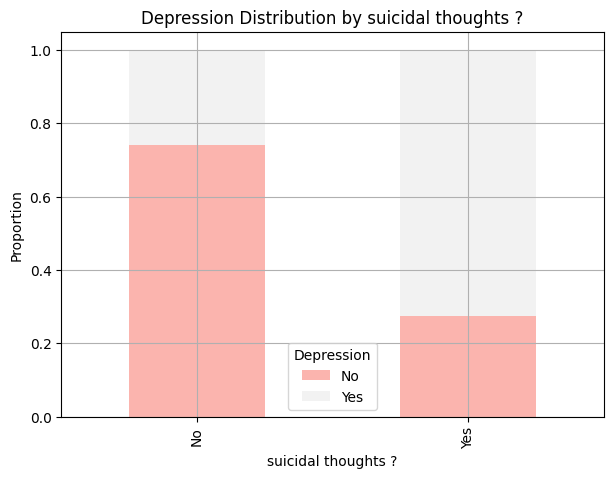 Depression Distribution by suicidal thoughts ?
1.0
0.8
0.6
0.4
0.2
0.0
Proportion
Depression
No
Yes
No
Yes
suicidal thoughts ?